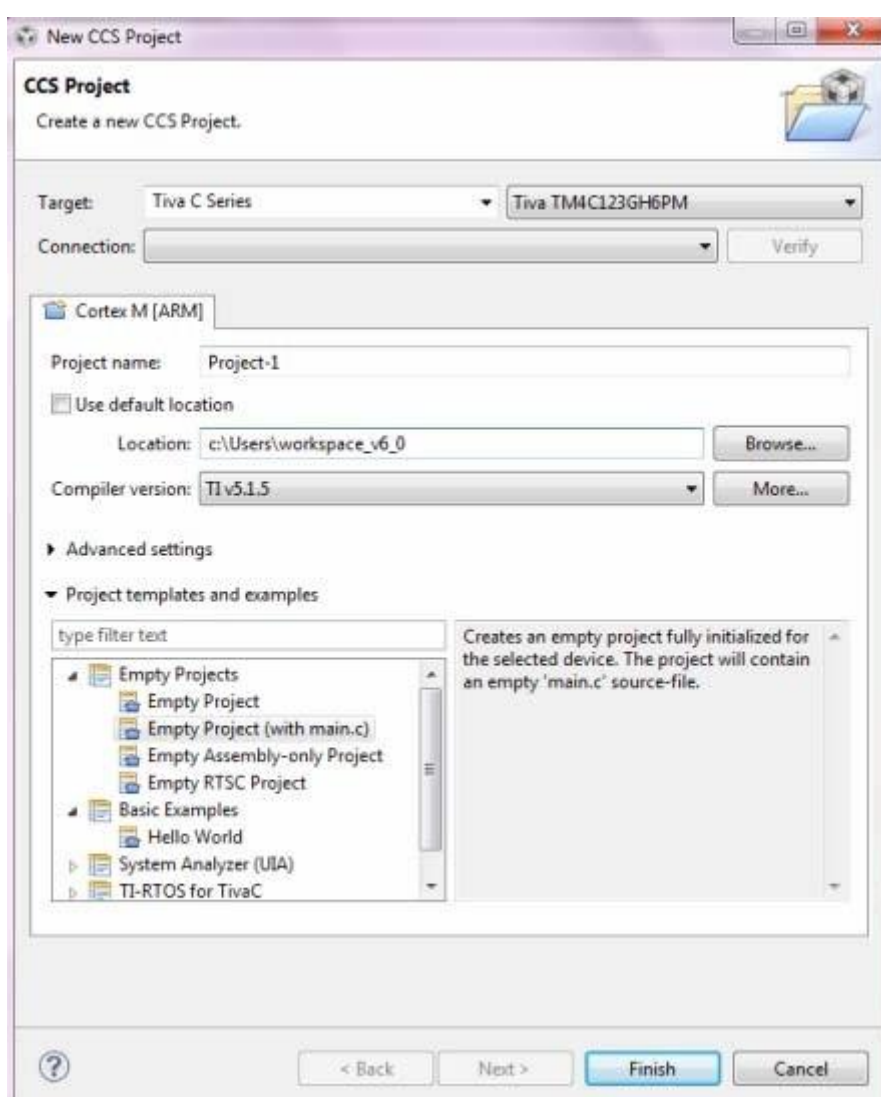 New CCS Project
CCS Project
Create a new CCS Project.
Target: Tiva C Series Tiva TM4C123GH6PM
Connection: Verify
Cortex M [ARM]
Project name: Project-1
Use default location
Location: c:\Users\workspace_v6_0 Browse...
Compiler version: TI v5.1.5 More...
Advanced settings
Project templates and examples
type filter text
Empty Projects
Empty Project
Empty Project (with main.c)
Empty Assembly-only Project
Empty RTSC Project
Basic Examples
Hello World
System Analyzer (UIA)
TI-RTOS for TivaC
Creates an empty project fully initialized for
the selected device. The project will contain
an empty 'main.c' source-file.
? < Back Next > Finish Cancel